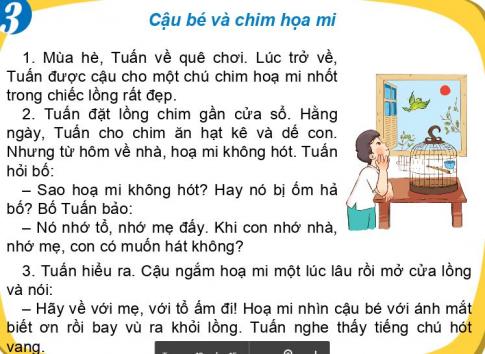 3
Cậu bé và chim họa mi
1. Mùa hè, Tuấn về quê chơi. Lúc trở về,
Tuấn được cậu cho một chú chim hoạ mi nhốt
trong chiếc lồng rất đẹp.
2. Tuấn đặt lồng chim gần cửa sổ. Hằng
ngày, Tuấn cho chim ăn hạt kê và dế con.
Nhưng từ hôm về nhà, hoạ mi không hót. Tuấn
hỏi bố:
– Sao hoạ mi không hót? Hay nó bị ốm hả
bố? Bố Tuấn bảo:
– Nó nhớ tổ, nhớ mẹ đấy. Khi con nhớ nhà,
nhớ mẹ, con có muốn hát không?
3. Tuấn hiểu ra. Cậu ngắm hoạ mi một lúc lâu rồi mở cửa lồng
và nói:
– Hãy về với mẹ, với tổ ấm đi! Hoạ mi nhìn cậu bé với ánh mắt
biết ơn rồi bay vù ra khỏi lồng. Tuấn nghe thấy tiếng chú hót
vang.